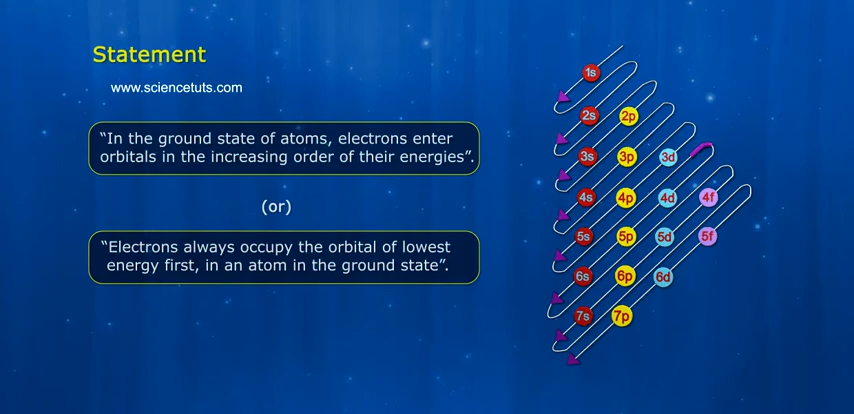 Statement
www.sciencetuts.com
“In the ground state of atoms, electrons enter
orbitals in the increasing order of their energies”.
(or)
“Electrons always occupy the orbital of lowest
energy first, in an atom in the ground state”.
1s
2s 2p
3s 3p 3d
4s 4p 4d 4f
5s 5p 5d 5f
6s 6p 6d
7s 7p